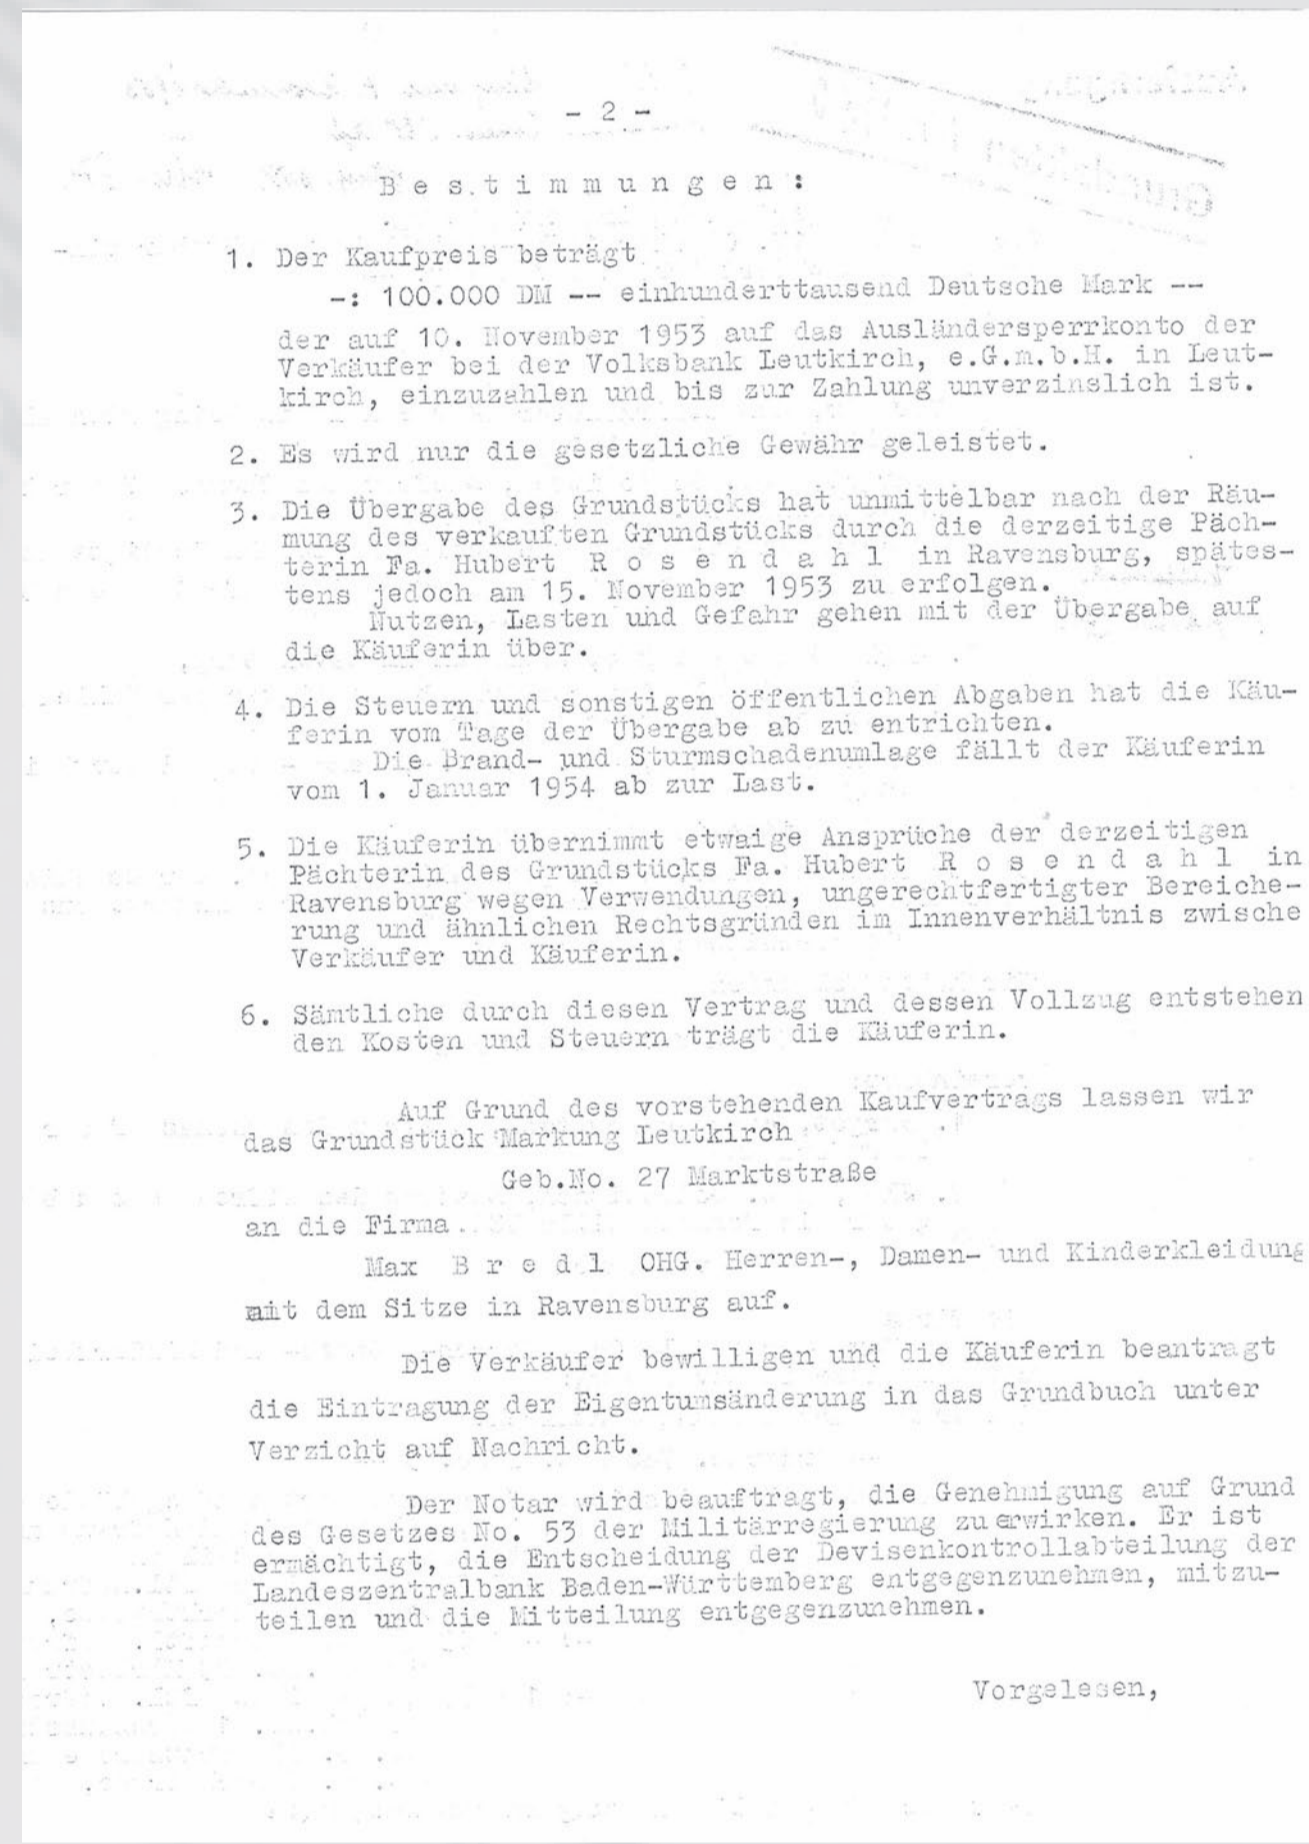 - 2 -
B e s t i m m u n g e n :
1. Der Kaufpreis beträgt
-: 100.000 DM -- einhunderttausend Deutsche Mark --
der auf 10. November 1953 auf das Ausländersperrkonto der
Verkäufer bei der Volksbank Leutkirch, e.G.m.b.H. in Leut-
kirch, einzuzahlen und bis zur Zahlung unverzinslich ist.
2. Es wird nur die gesetzliche Gewähr geleistet.
3. Die Übergabe des Grundstücks hat unmittelbar nach der Räu-
mung des verkauften Grundstücks durch die derzeitige Päch-
terin Fa. Hubert R o s e n d a h l in Ravensburg, spätes-
tens jedoch am 15. November 1953 zu erfolgen.
Nutzen, Lasten und Gefahr gehen mit der Übergabe auf
die Käuferin über.
4. Die Steuern und sonstigen öffentlichen Abgaben hat die Käu-
ferin vom Tage der Übergabe ab zu entrichten.
Die Brand- und Sturmschadenumlage fällt der Käuferin
vom 1. Januar 1954 ab zur Last.
5. Die Käuferin übernimmt etwaige Ansprüche der derzeitigen
Pächterin des Grundstücks Fa. Hubert R o s e n d a h l in
Ravensburg wegen Verwendungen, ungerechtfertigter Bereiche-
rung und ähnlichen Rechtsgründen im Innenverhältnis zwische
Verkäufer und Käuferin.
6. Sämtliche durch diesen Vertrag und dessen Vollzug entstehen
den Kosten und Steuern trägt die Käuferin.
Auf Grund des vorstehenden Kaufvertrags lassen wir
das Grundstück Markung Leutkirch
Geb.No. 27 Marktstraße
an die Firma
Max B r e d l OHG. Herren-, Damen- und Kinderkleidung
mit dem Sitze in Ravensburg auf.
Die Verkäufer bewilligen und die Käuferin beantragt
die Eintragung der Eigentumsänderung in das Grundbuch unter
Verzicht auf Nachricht.
Der Notar wird beauftragt, die Genehmigung auf Grund
des Gesetzes No. 53 der Militärregierung zu erwirken. Er ist
ermächtigt, die Entscheidung der Devisenkontrollabteilung der
Landeszentralbank Baden-Württemberg entgegenzunehmen, mitzu-
teilen und die Mitteilung entgegenzunehmen.
Vorgelesen,